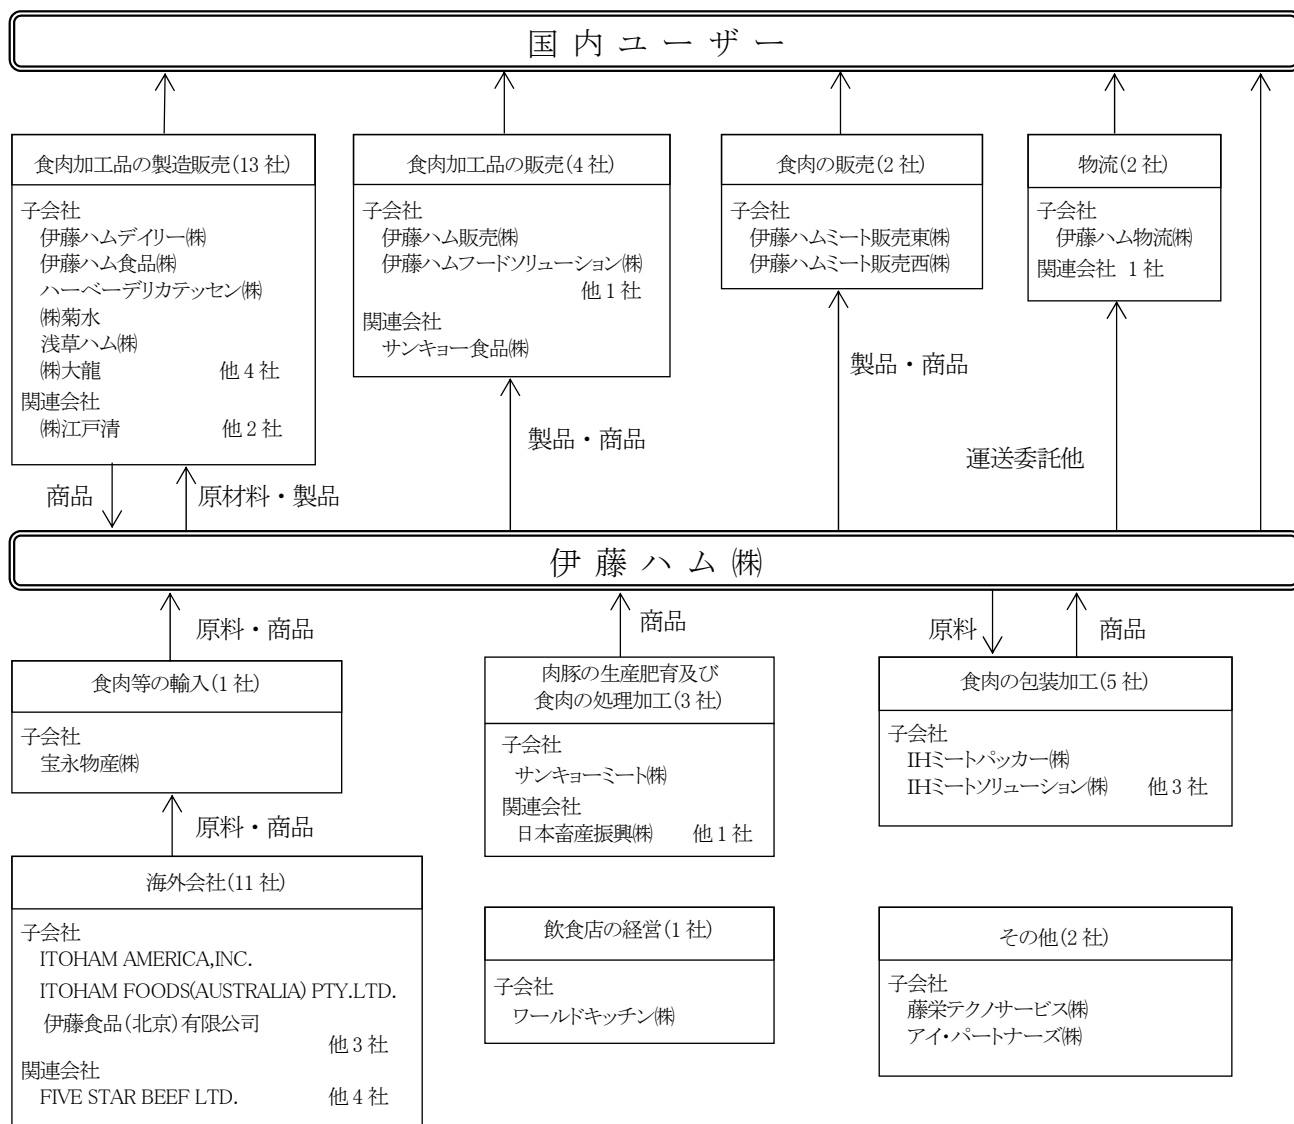 国内ユーザー
食肉加工品の製造販売(13 社)
子会社
伊藤ハムデイリー㈱
伊藤ハム食品㈱
ハーベーデリカテッセン㈱
㈱菊水
浅草ハム㈱
㈱大龍 他 4 社
関連会社
㈱江戸清 他 2 社
食肉加工品の販売(4 社)
子会社
伊藤ハム販売㈱
伊藤ハムフードソリューション㈱
他 1 社
関連会社
サンキョー食品㈱
食肉の販売(2 社)
子会社
伊藤ハムミート販売東㈱
伊藤ハムミート販売西㈱
物流(2 社)
子会社
伊藤ハム物流㈱
関連会社 1 社
商品
原材料・製品
製品・商品
製品・商品
運送委託他
伊藤ハム㈱
原料・商品
商品
原料
商品
食肉等の輸入(1 社)
子会社
宝永物産㈱
肉豚の生産肥育及び
食肉の処理加工(3 社)
子会社
サンキョーミート㈱
関連会社
日本畜産振興㈱ 他 1 社
食肉の包装加工(5 社)
子会社
IHミートパッカー㈱
IHミートソリューション㈱ 他 3 社
原料・商品
海外会社(11 社)
子会社
ITOHAM AMERICA,INC.
ITOHAM FOODS(AUSTRALIA) PTY.LTD.
伊藤食品(北京)有限公司
他 3 社
関連会社
FIVE STAR BEEF LTD. 他 4 社
飲食店の経営(1 社)
子会社
ワールドキッチン㈱
その他(2 社)
子会社
藤栄テクノサービス㈱
アイ・パートナーズ㈱